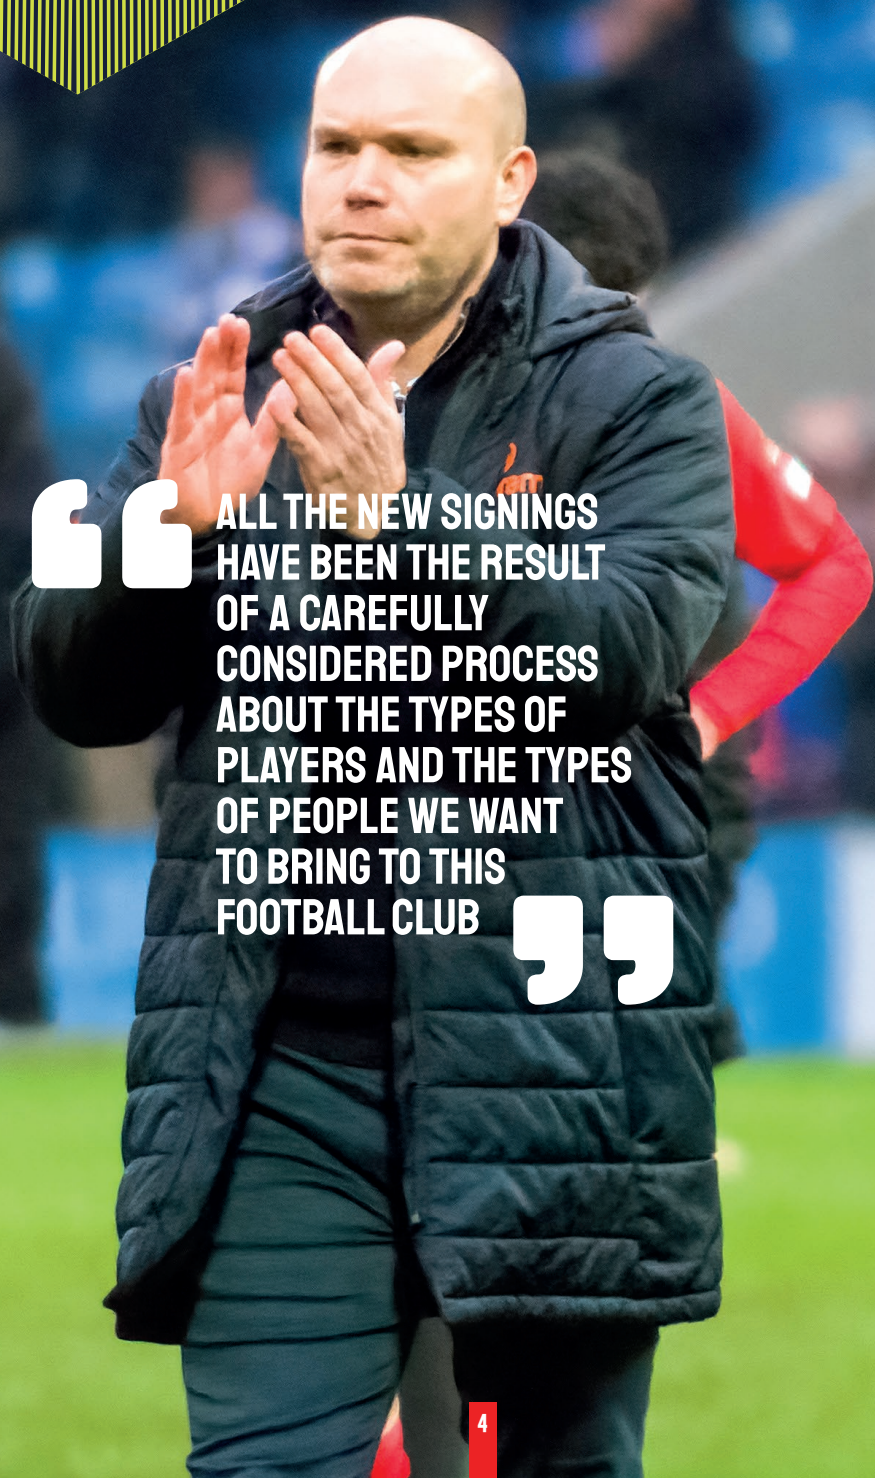 ALL THE NEW SIGNINGS
HAVE BEEN THE RESULT
OF A CAREFULLY
CONSIDERED PROCESS
ABOUT THE TYPES OF
PLAYERS AND THE TYPES
OF PEOPLE WE WANT
TO BRING TO THIS
FOOTBALL CLUB
4